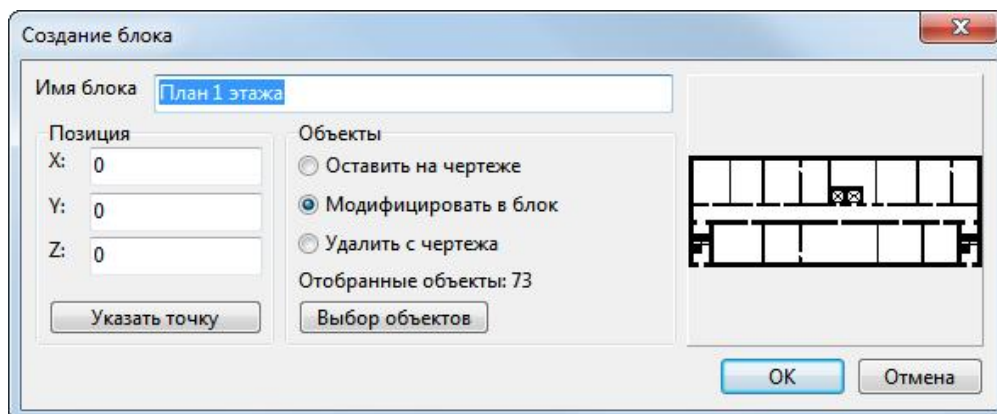 Создание блока
Имя блока План 1 этажа
Позиция
X: 0
Y: 0
Z: 0
Указать точку
Объекты
Оставить на чертеже
Модифицировать в блок
Удалить с чертежа
Отобранные объекты: 73
Выбор объектов
OK Отмена